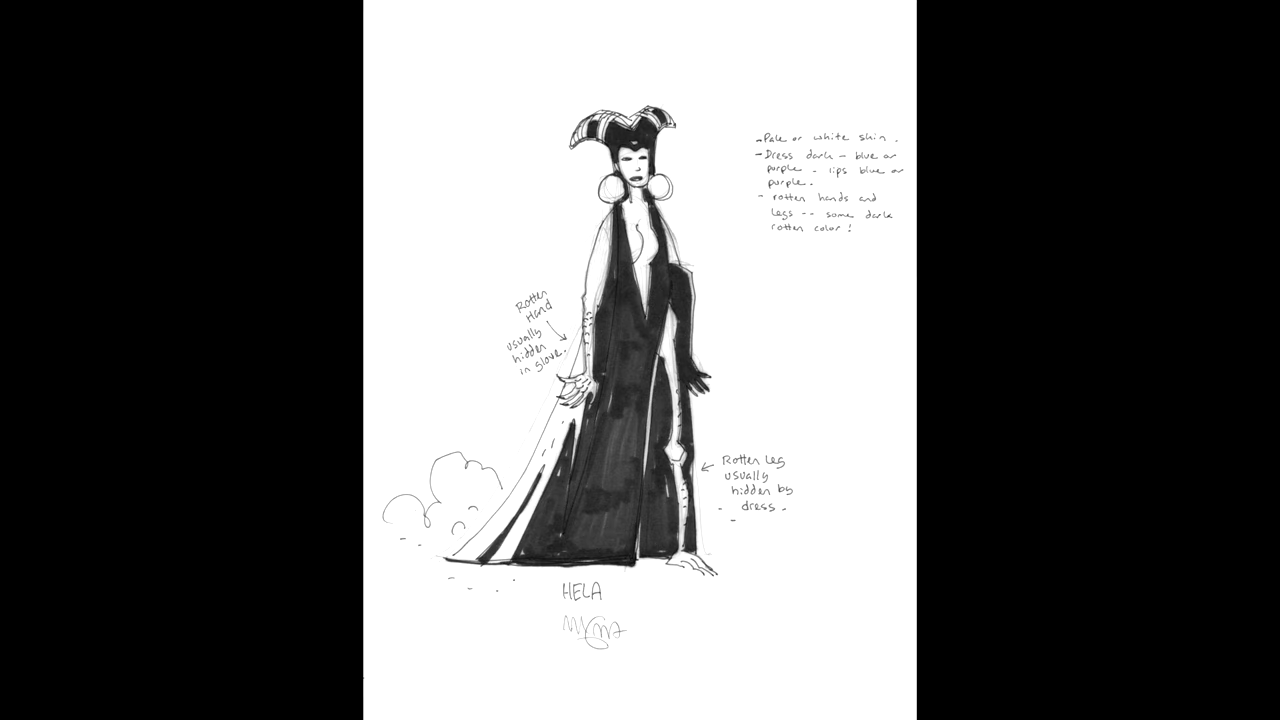 - Pale or white skin.
- Dress dark - blue or
purple - lips blue or
purple.
- rotten hands and
legs -- some dark
rotten color!
Rotten
Hand
usually
hidden
in glove.
Rotten leg
usually
hidden by
dress.
HELA